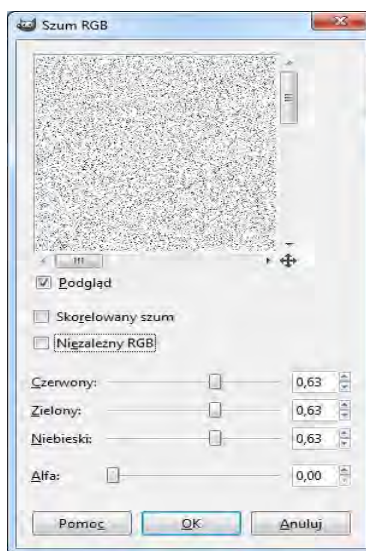 Szum RGB
Podgląd
Skorelowany szum
Niezależny RGB
Czerwony: 0,63
Zielony: 0,63
Niebieski: 0,63
Alfa: 0,00
Pomoc OK Anuluj